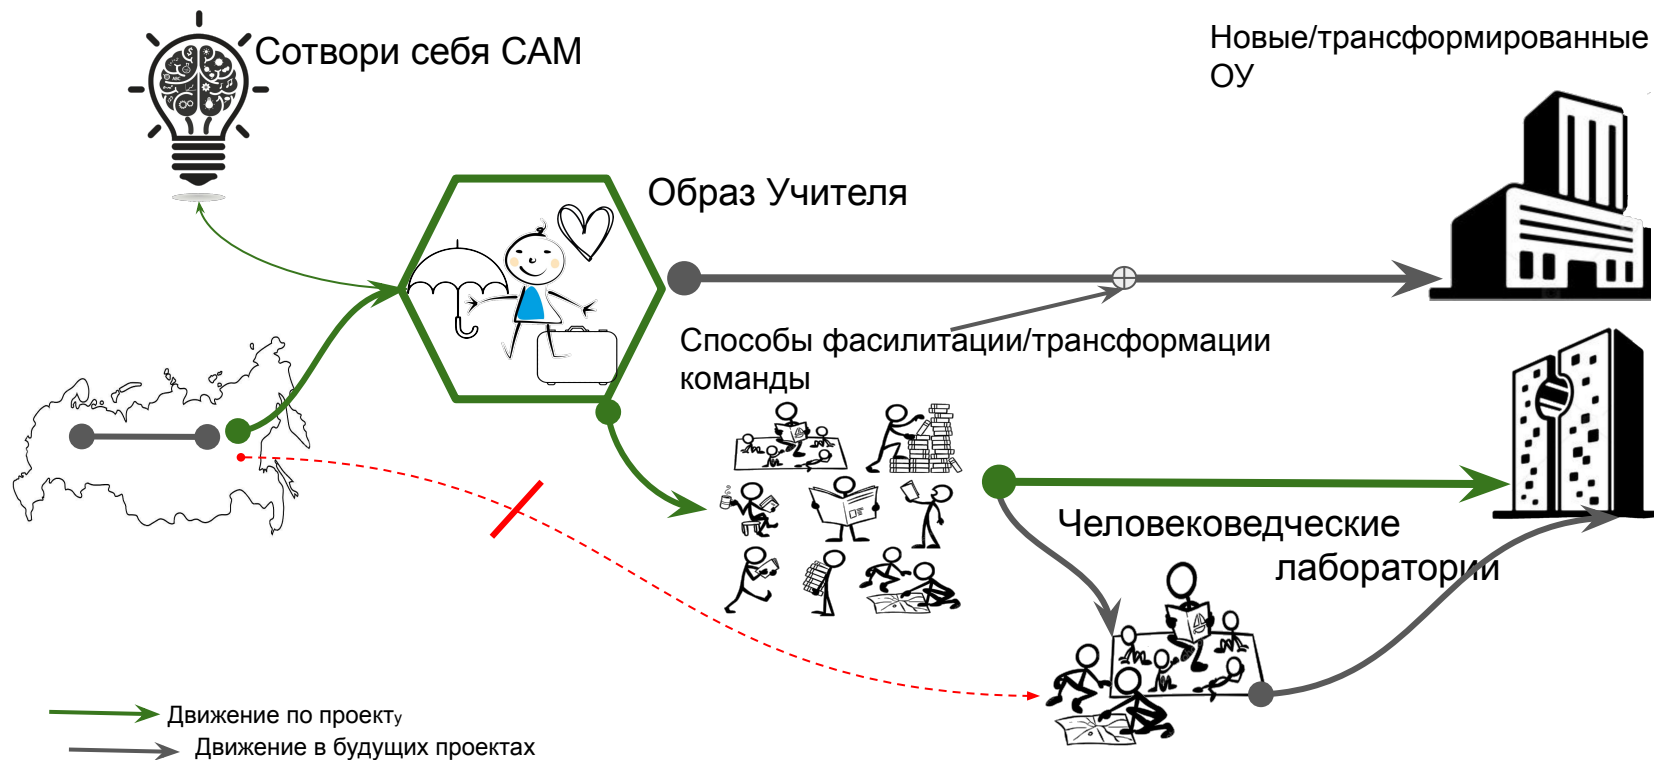 Сотвори себя САМ
Новые/трансформированные
ОУ
Образ Учителя
Способы фасилитации/трансформации
команды
Человековедческие
лаборатории
Движение по проекту
Движение в будущих проектах